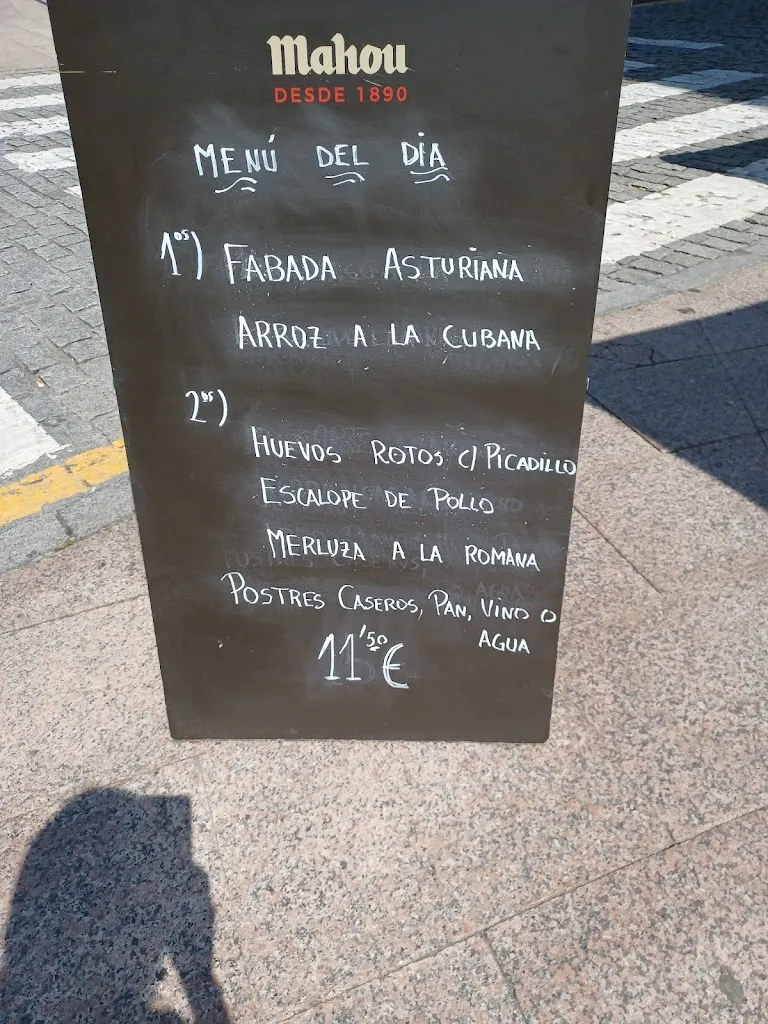 Mahou
DESDE 1890
MENÚ DEL DÍA
1ºs) FABADA ASTURIANA
ARROZ A LA CUBANA
2ºs)
HUEVOS ROTOS c/ PICADILLO
ESCALOPE DE POLLO
MERLUZA A LA ROMANA
POSTRES CASEROS, PAN, VINO O
AGUA
11'50 €